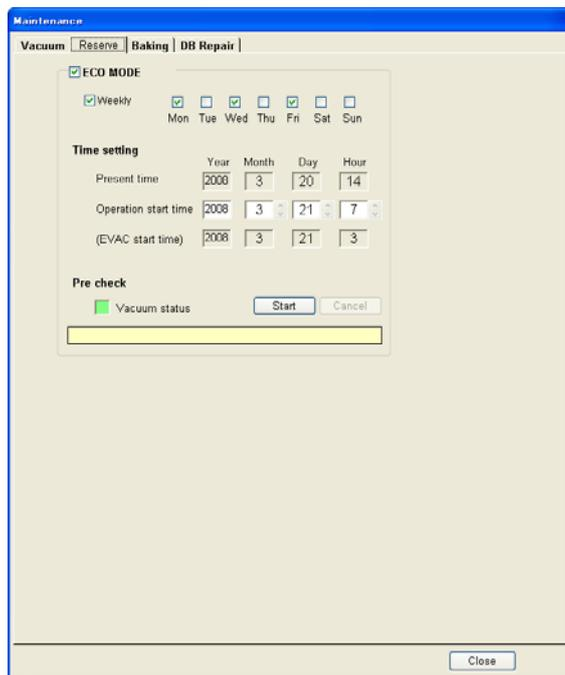 Maintenance
Vacuum Reserve Baking DB Repair
ECO MODE
Weekly
Mon Tue Wed Thu Fri Sat Sun
Time setting
Year Month Day Hour
Present time 2008 3 20 14
Operation start time 2008 3 21 7
(EVAC start time) 2008 3 21 3
Pre check
Vacuum status Start Cancel
Close